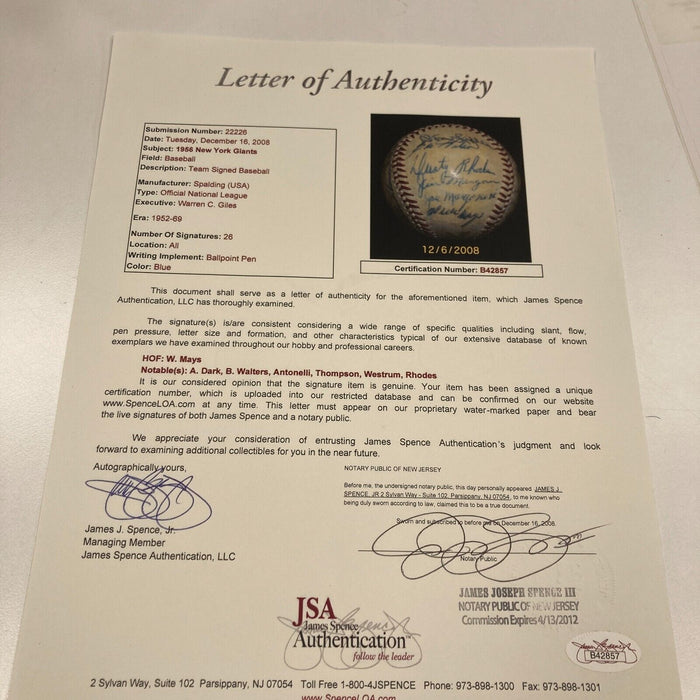 Letter of Authenticity
Submission Number: 22226
Date: Tuesday, December 16, 2008
Subject: 1956 New York Giants
Field: Baseball
Description: Team Signed Baseball
Manufacturer: Spalding (USA)
Type: Official National League
Executive: Warren C. Giles
Era: 1952-69
Number Of Signatures: 26
Location: All
Writing Implement: Ballpoint Pen
Color: Blue
Dusty Rhodes
12/6/2008
Certification Number: B42857
This document shall serve as a letter of authenticity for the aforementioned item, which James Spence
Authentication, LLC has thoroughly examined.
The signature(s) is/are consistent considering a wide range of specific qualities including slant, flow,
pen pressure, letter size and formation, and other characteristics typical of our extensive database of known
exemplars we have examined throughout our hobby and professional careers.
HOF: W. Mays
Notable(s): A. Dark, B. Walters, Antonelli, Thompson, Westrum, Rhodes
It is our considered opinion that the signature item is genuine. Your item has been assigned a unique
certification number, which is uploaded into our restricted database and can be confirmed on our website
www.SpenceLOA.com at any time. This letter must appear on our proprietary water-marked paper and bear
the live signatures of both James Spence and a notary public.
We appreciate your consideration of entrusting James Spence Authentication's judgment and look
forward to examining additional collectibles for you in the near future.
Autographically yours,
James J. Spence, Jr.
Managing Member
James Spence Authentication, LLC
NOTARY PUBLIC OF NEW JERSEY
Before me, the undersigned notary public, this day personally appeared JAMES J.
SPENCE, JR 2 Sylvan Way - Suite 102, Parsippany, NJ 07054, to me known who
being duly sworn according to law, claimed this to be a true document.
Sworn and subscribed to before me on December 16, 2008.
Notary Public
JAMES JOSEPH SPENCE III
NOTARY PUBLIC OF NEW JERSEY
Commission Expires 4/13/2012
JSA
James Spence
Authentication™
follow the leader
B42857
2 Sylvan Way, Suite 102 Parsippany, NJ 07054 Toll Free 1-800-4JSPENCE Phone: 973-898-1300 Fax: 973-898-1301
www.SpenceLOA.com